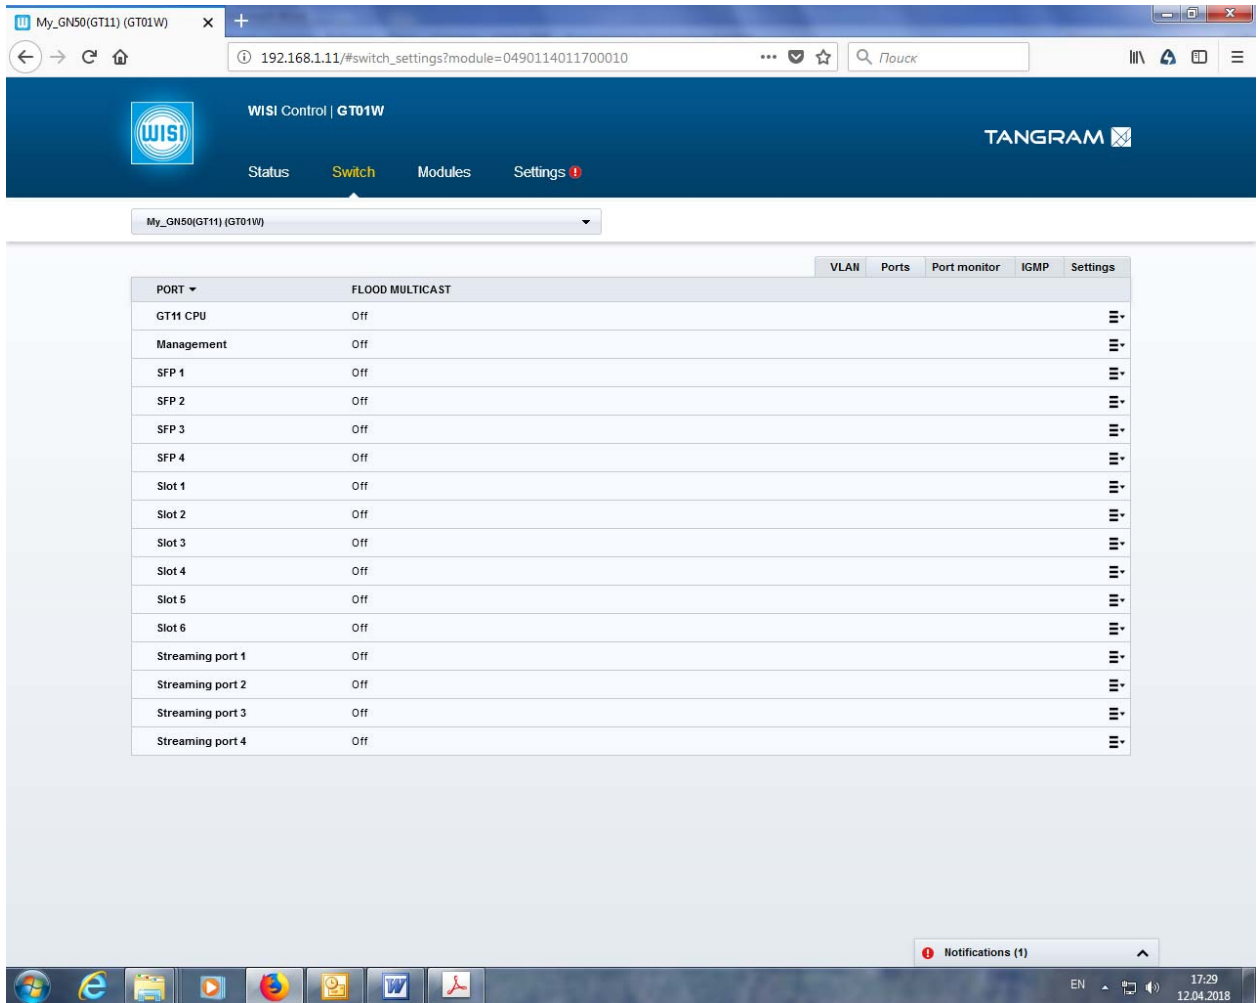 My_GN50(GT11) (GT01W)
192.168.1.11/#switch_settings?module=0490114011700010
Поиск
WISI
WISI Control | GT01W
TANGRAM
Status Switch Modules Settings
My_GN50(GT11) (GT01W)
VLAN Ports Port monitor IGMP Settings
PORT FLOOD MULTICAST
GT11 CPU Off
Management Off
SFP 1 Off
SFP 2 Off
SFP 3 Off
SFP 4 Off
Slot 1 Off
Slot 2 Off
Slot 3 Off
Slot 4 Off
Slot 5 Off
Slot 6 Off
Streaming port 1 Off
Streaming port 2 Off
Streaming port 3 Off
Streaming port 4 Off
Notifications (1)
EN 17:29
12.04.2018